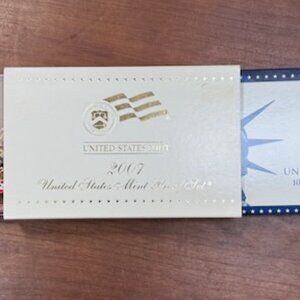 UNITED STATES MINT
2007
United States Mint Proof Set
UN
10